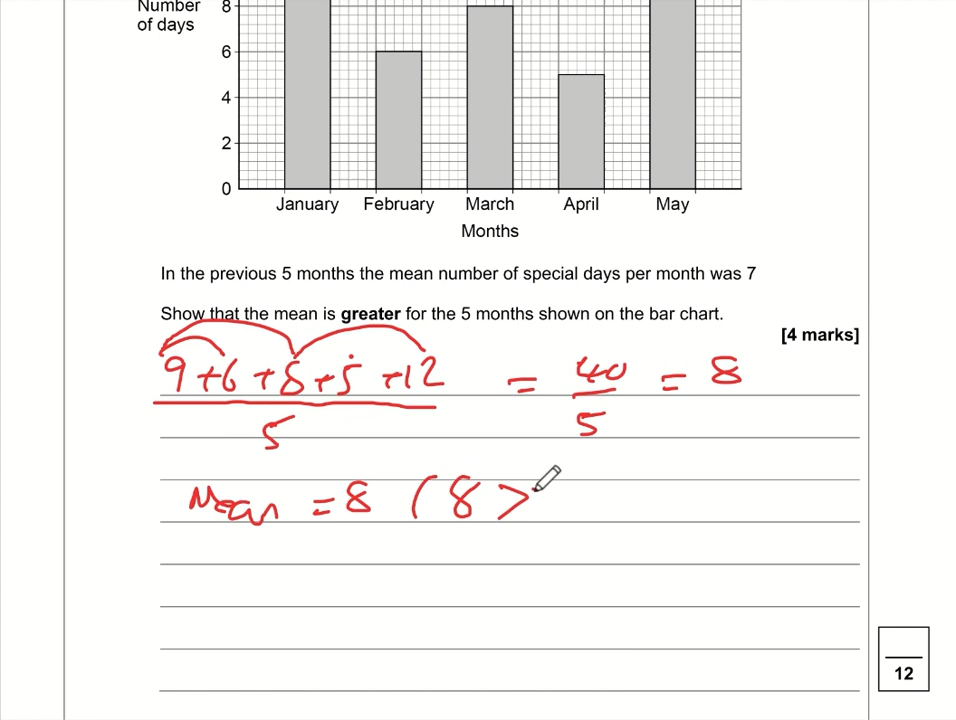 Number
of days
8
6
4
2
0
January February March April May
Months
In the previous 5 months the mean number of special days per month was 7
Show that the mean is greater for the 5 months shown on the bar chart.
[4 marks]
9+6+8+5+12 = 40 = 8
5 5
Mean = 8 (8 >
12